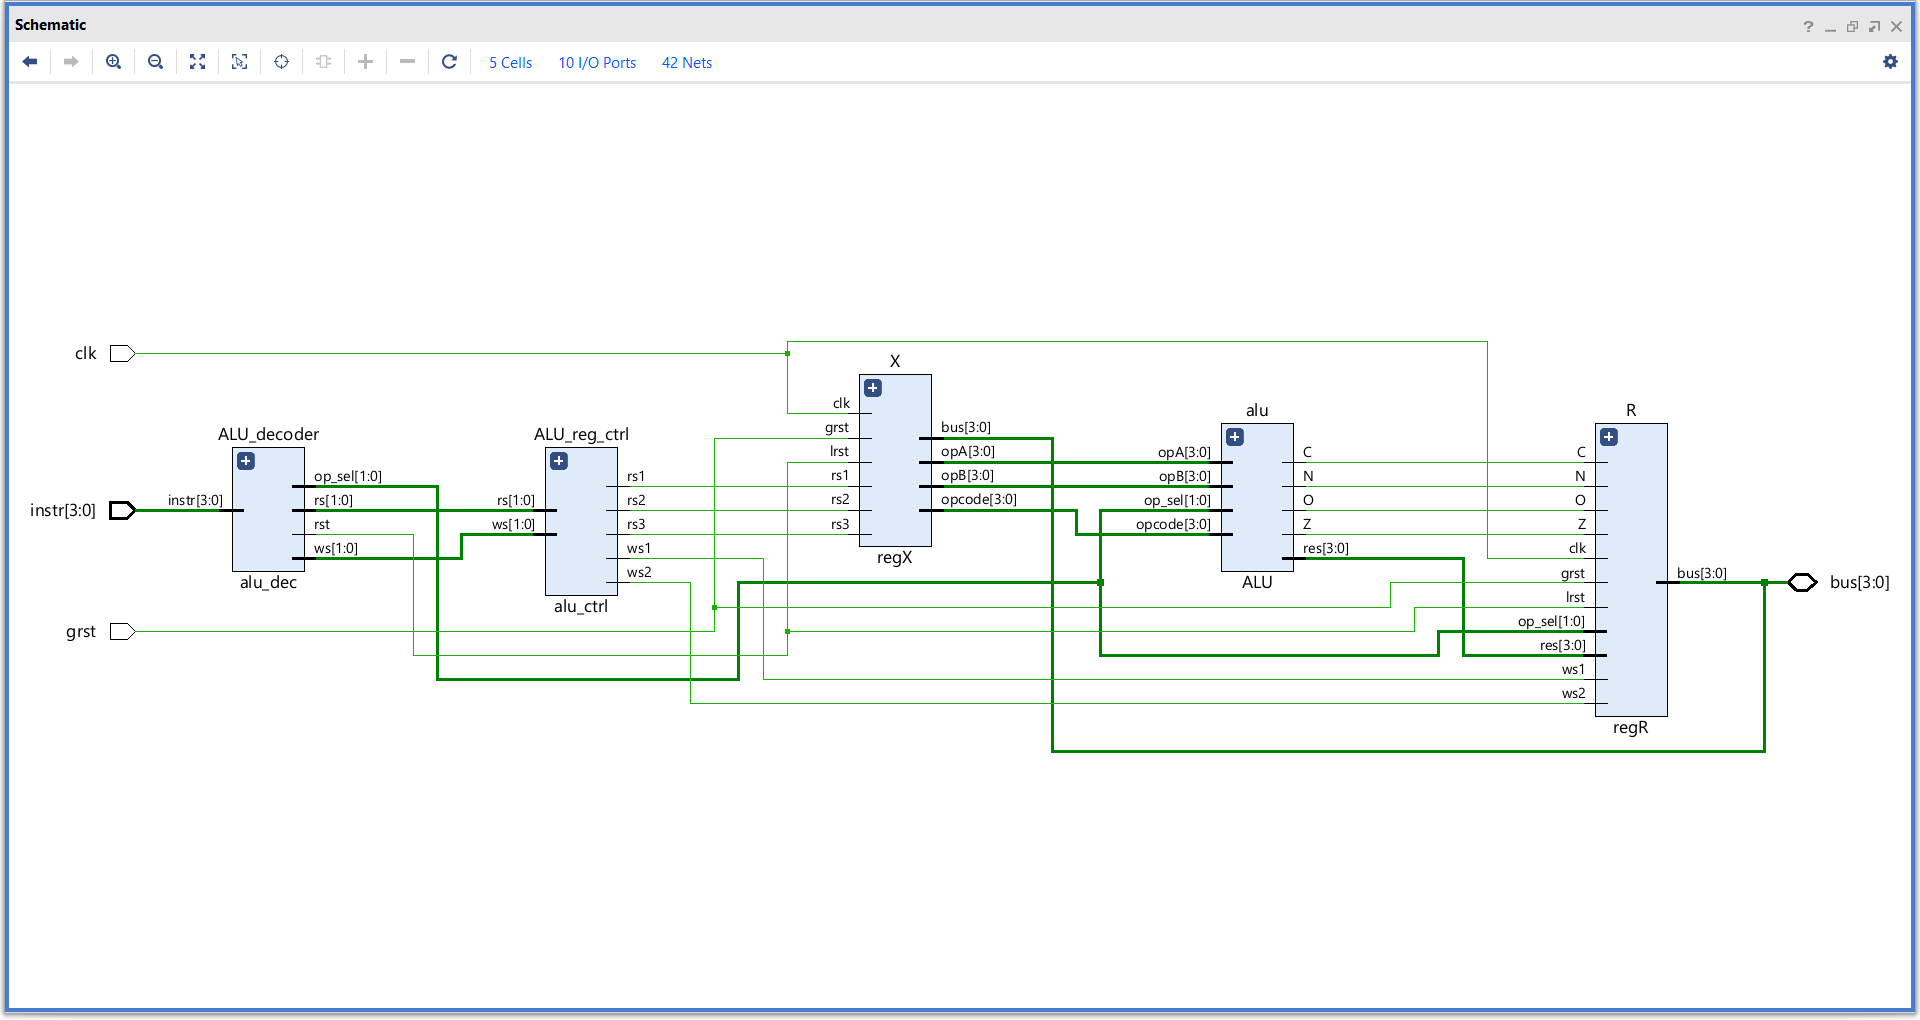 Schematic
5 Cells 10 I/O Ports 42 Nets
clk
instr[3:0]
grst
ALU_decoder
instr[3:0]
op_sel[1:0]
rs[1:0]
rst
ws[1:0]
alu_dec
ALU_reg_ctrl
rs[1:0]
ws[1:0]
rs1
rs2
rs3
ws1
ws2
alu_ctrl
X
clk
grst
lrst
rs1
rs2
rs3
bus[3:0]
opA[3:0]
opB[3:0]
opcode[3:0]
regX
alu
opA[3:0]
opB[3:0]
op_sel[1:0]
opcode[3:0]
C
N
O
Z
res[3:0]
ALU
R
C
N
O
Z
clk
grst
lrst
op_sel[1:0]
res[3:0]
ws1
ws2
bus[3:0]
regR
bus[3:0]